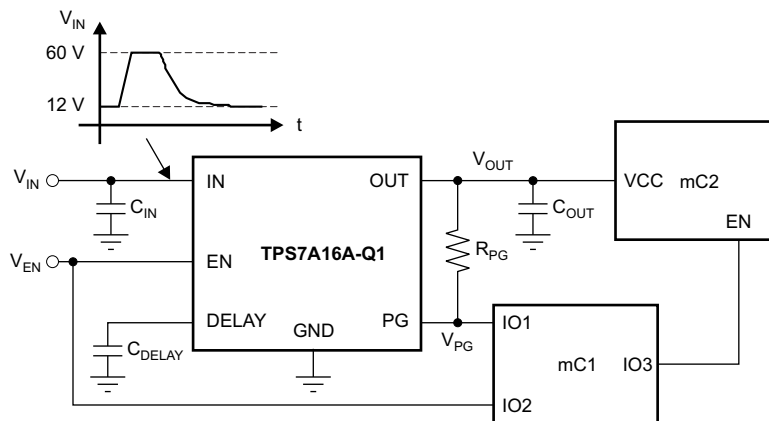 V_IN
60 V
12 V
t
V_IN
C_IN
IN
OUT
V_OUT
C_OUT
VCC
mC2
EN
V_EN
EN
TPS7A16A-Q1
R_PG
DELAY
GND
PG
V_PG
C_DELAY
IO1
mC1
IO3
IO2